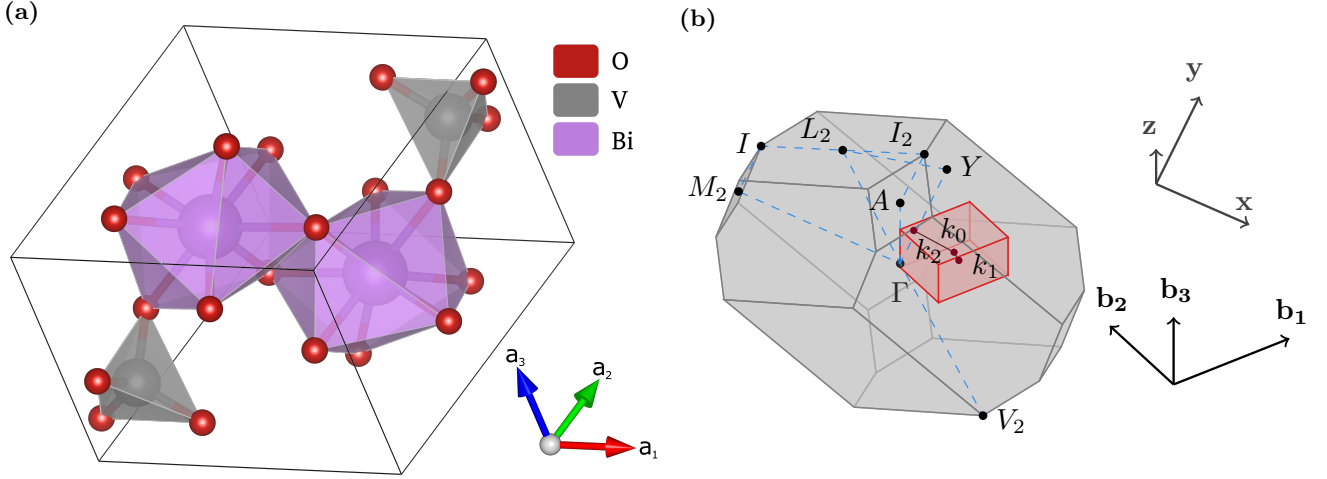 (a)
O
V
Bi
a₃
a₂
a₁
(b)
I
L₂
I₂
Y
M₂
A
k₀
k₂
k₁
Γ
V₂
y
z
x
b₂
b₃
b₁